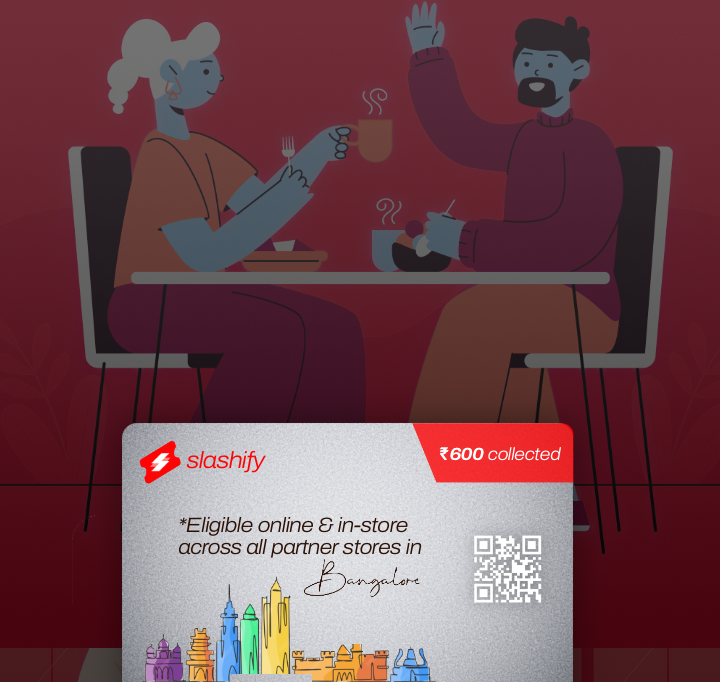 slashify
₹600 collected
*Eligible online & in-store
across all partner stores in
Bangalore